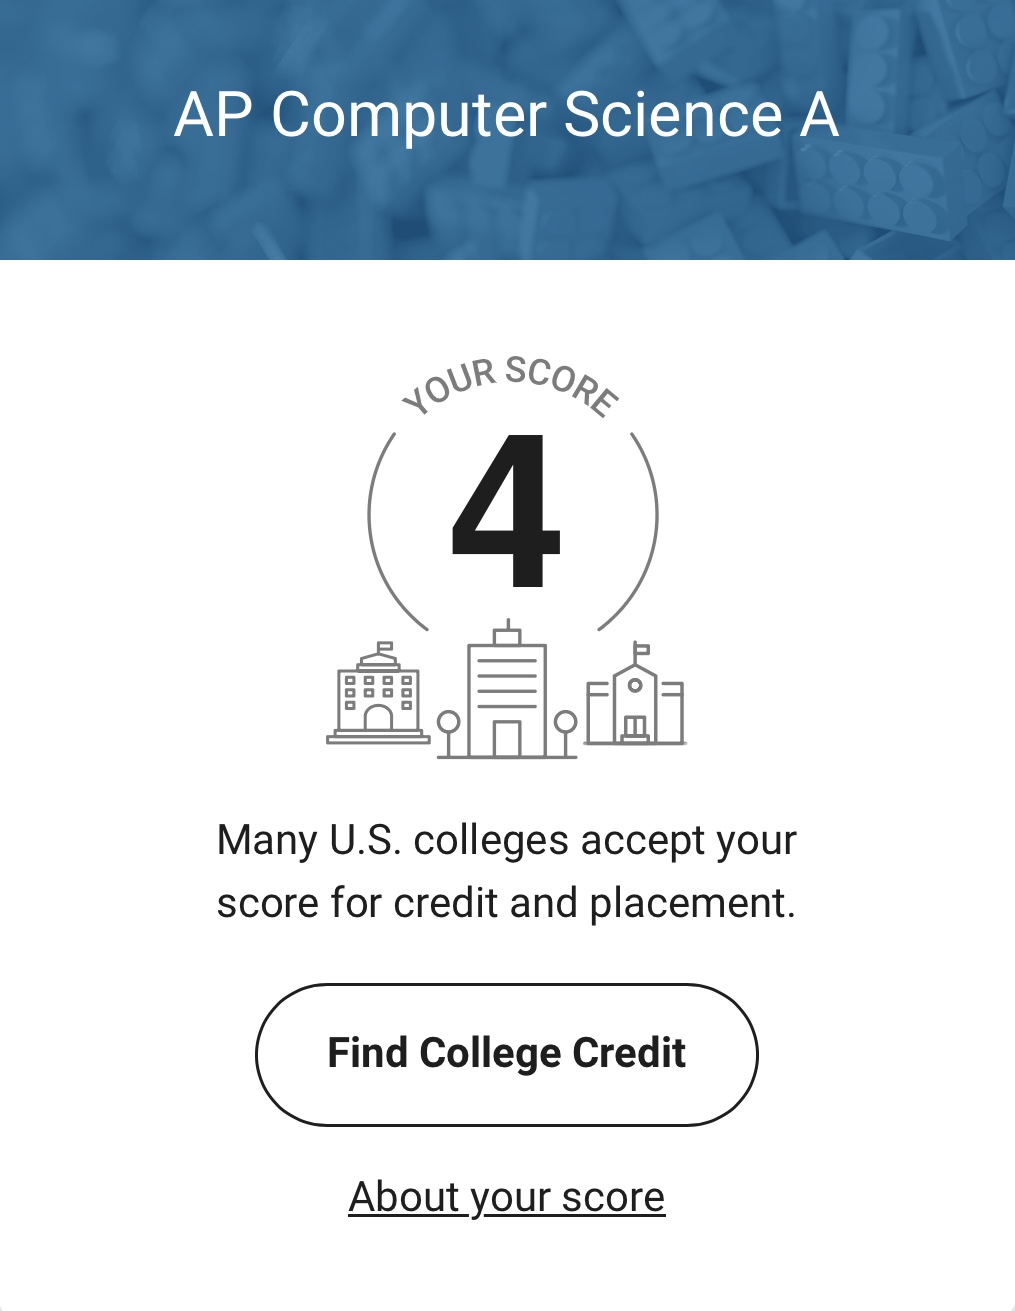 AP Computer Science A
YOUR SCORE
4
Many U.S. colleges accept your
score for credit and placement.
Find College Credit
About your score